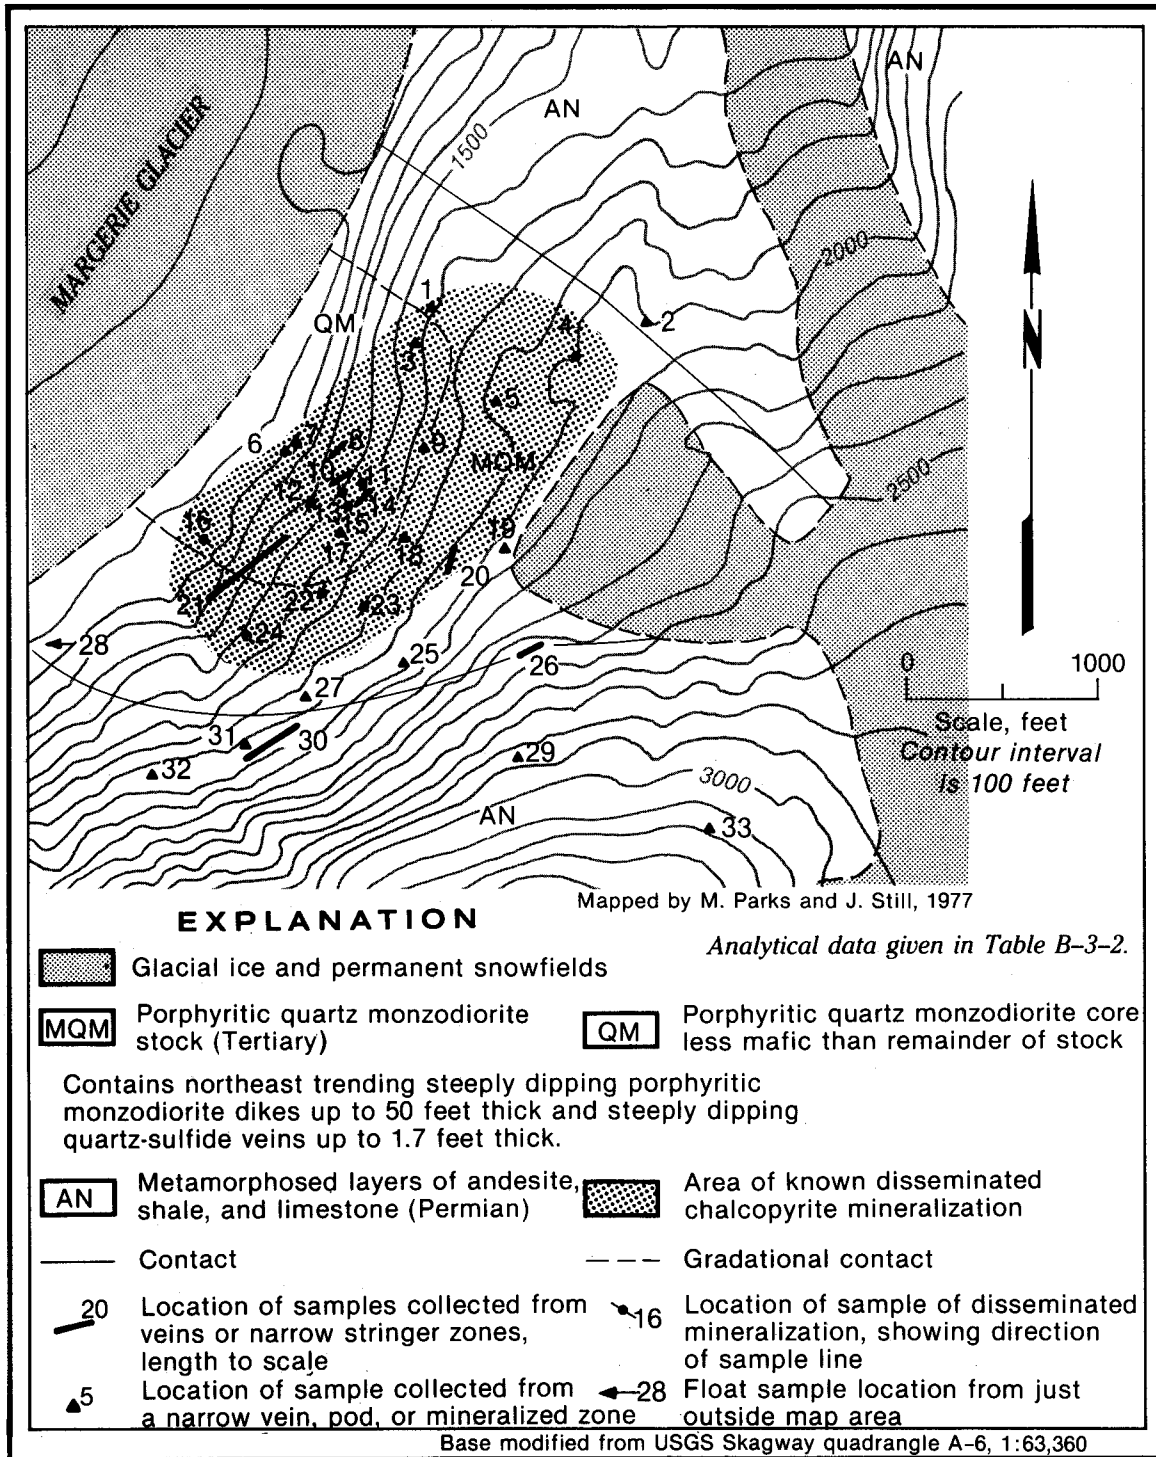 AN
AN
MARGERIE GLACIER
1500
2000
1
QM
2
N
3
4
5
MQM
2500
6
7
8
9
10
11
12
13
14
15
16
17
18
19
20
21
22
23
24
28
25
26
27
0 1000
Scale, feet
Contour interval
Is 100 feet
31
30
29
32
3000
AN
33
Mapped by M. Parks and J. Still, 1977
EXPLANATION
Analytical data given in Table B-3-2.
Glacial ice and permanent snowfields
MQM Porphyritic quartz monzodiorite
stock (Tertiary)
QM Porphyritic quartz monzodiorite core
less mafic than remainder of stock
Contains northeast trending steeply dipping porphyritic
monzodiorite dikes up to 50 feet thick and steeply dipping
quartz-sulfide veins up to 1.7 feet thick.
AN Metamorphosed layers of andesite,
shale, and limestone (Permian)
Area of known disseminated
chalcopyrite mineralization
Contact
Gradational contact
20 Location of samples collected from
veins or narrow stringer zones,
length to scale
16 Location of sample of disseminated
mineralization, showing direction
of sample line
5 Location of sample collected from
a narrow vein, pod, or mineralized zone
28 Float sample location from just
outside map area
Base modified from USGS Skagway quadrangle A-6, 1:63,360